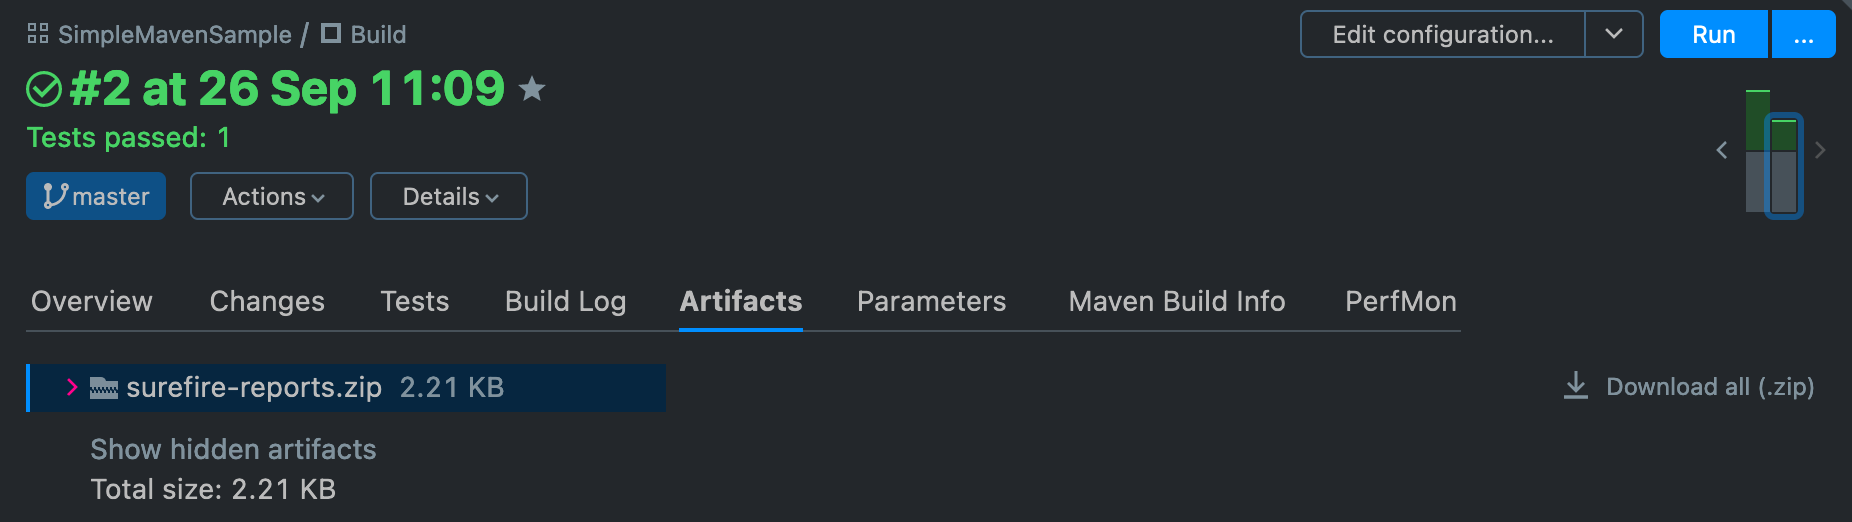 SimpleMavenSample / Build
Edit configuration...
Run
...
#2 at 26 Sep 11:09
Tests passed: 1
master
Actions
Details
Overview
Changes
Tests
Build Log
Artifacts
Parameters
Maven Build Info
PerfMon
surefire-reports.zip 2.21 KB
Download all (.zip)
Show hidden artifacts
Total size: 2.21 KB